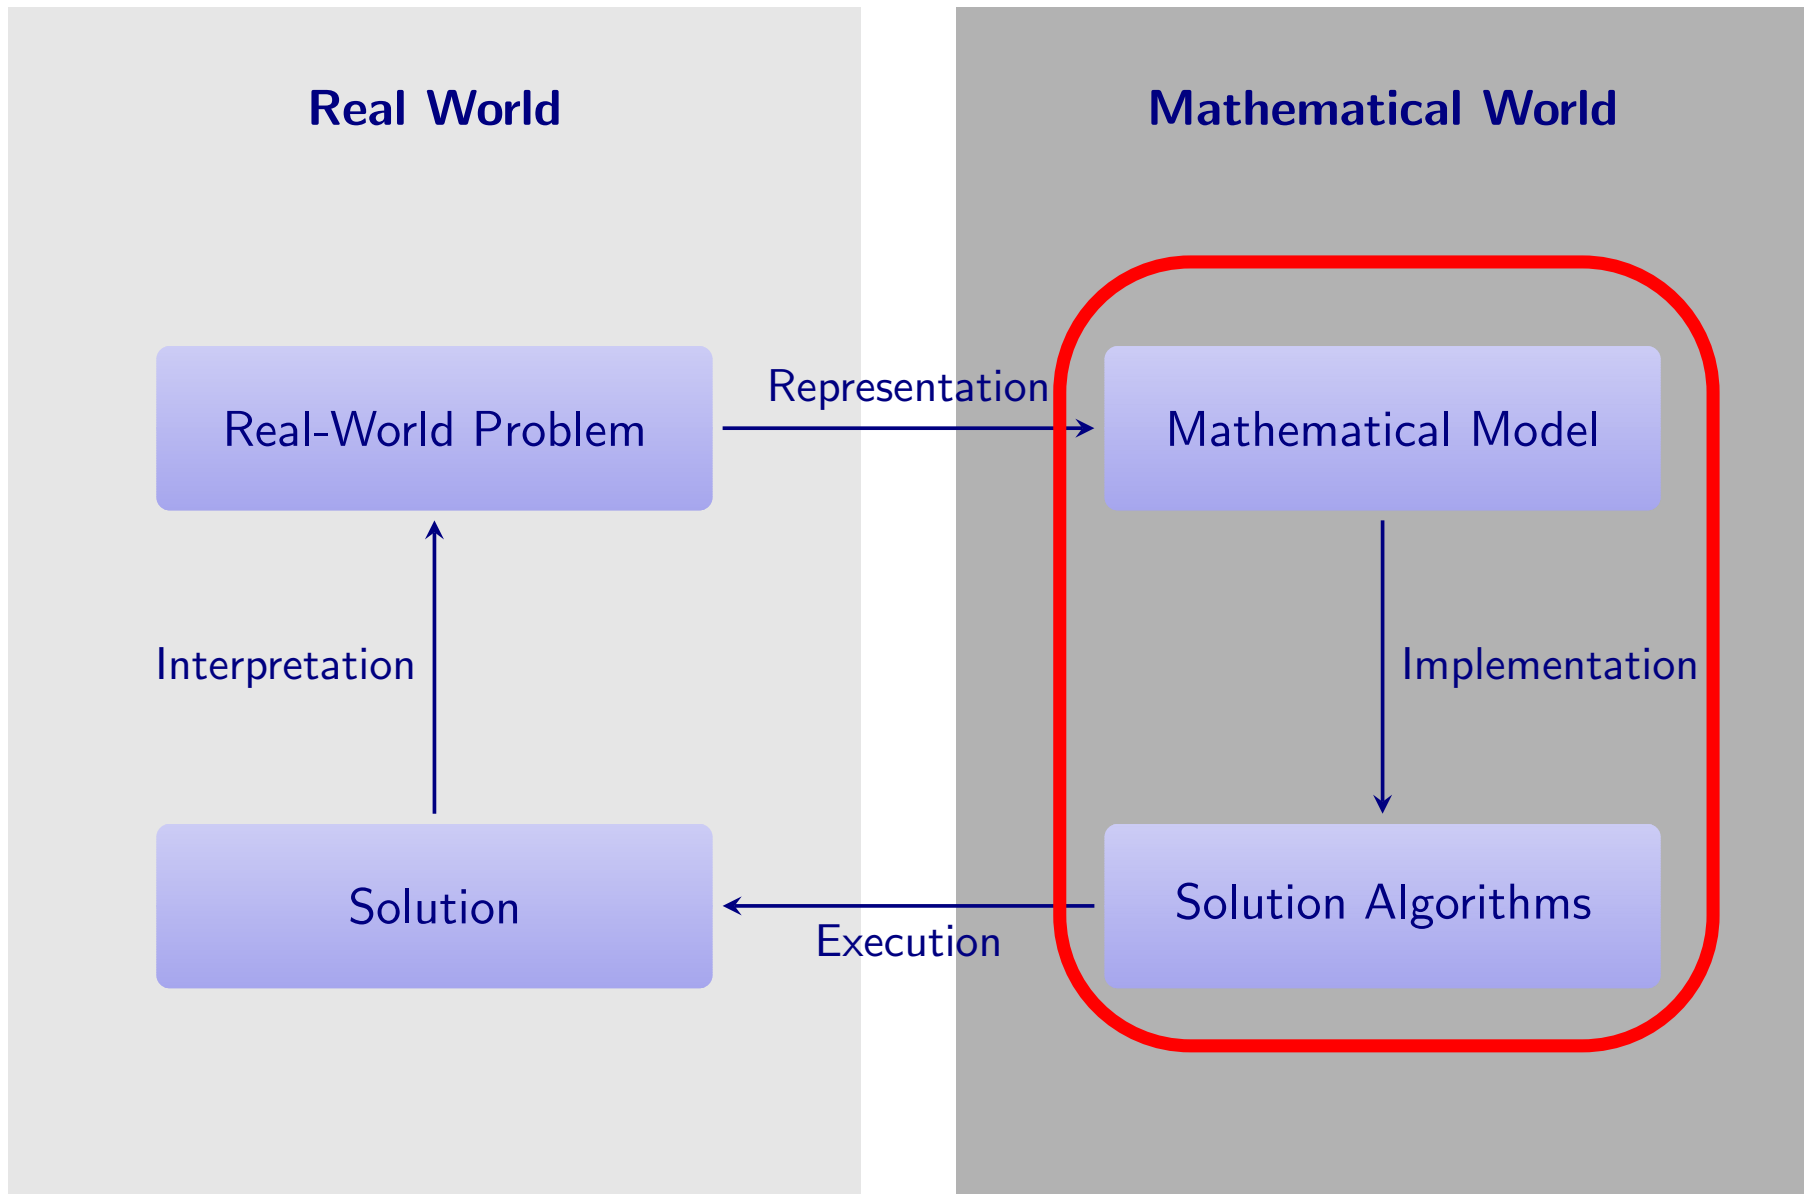 Real World
Mathematical World
Real-World Problem
Representation
Mathematical Model
Interpretation
Implementation
Solution
Execution
Solution Algorithms